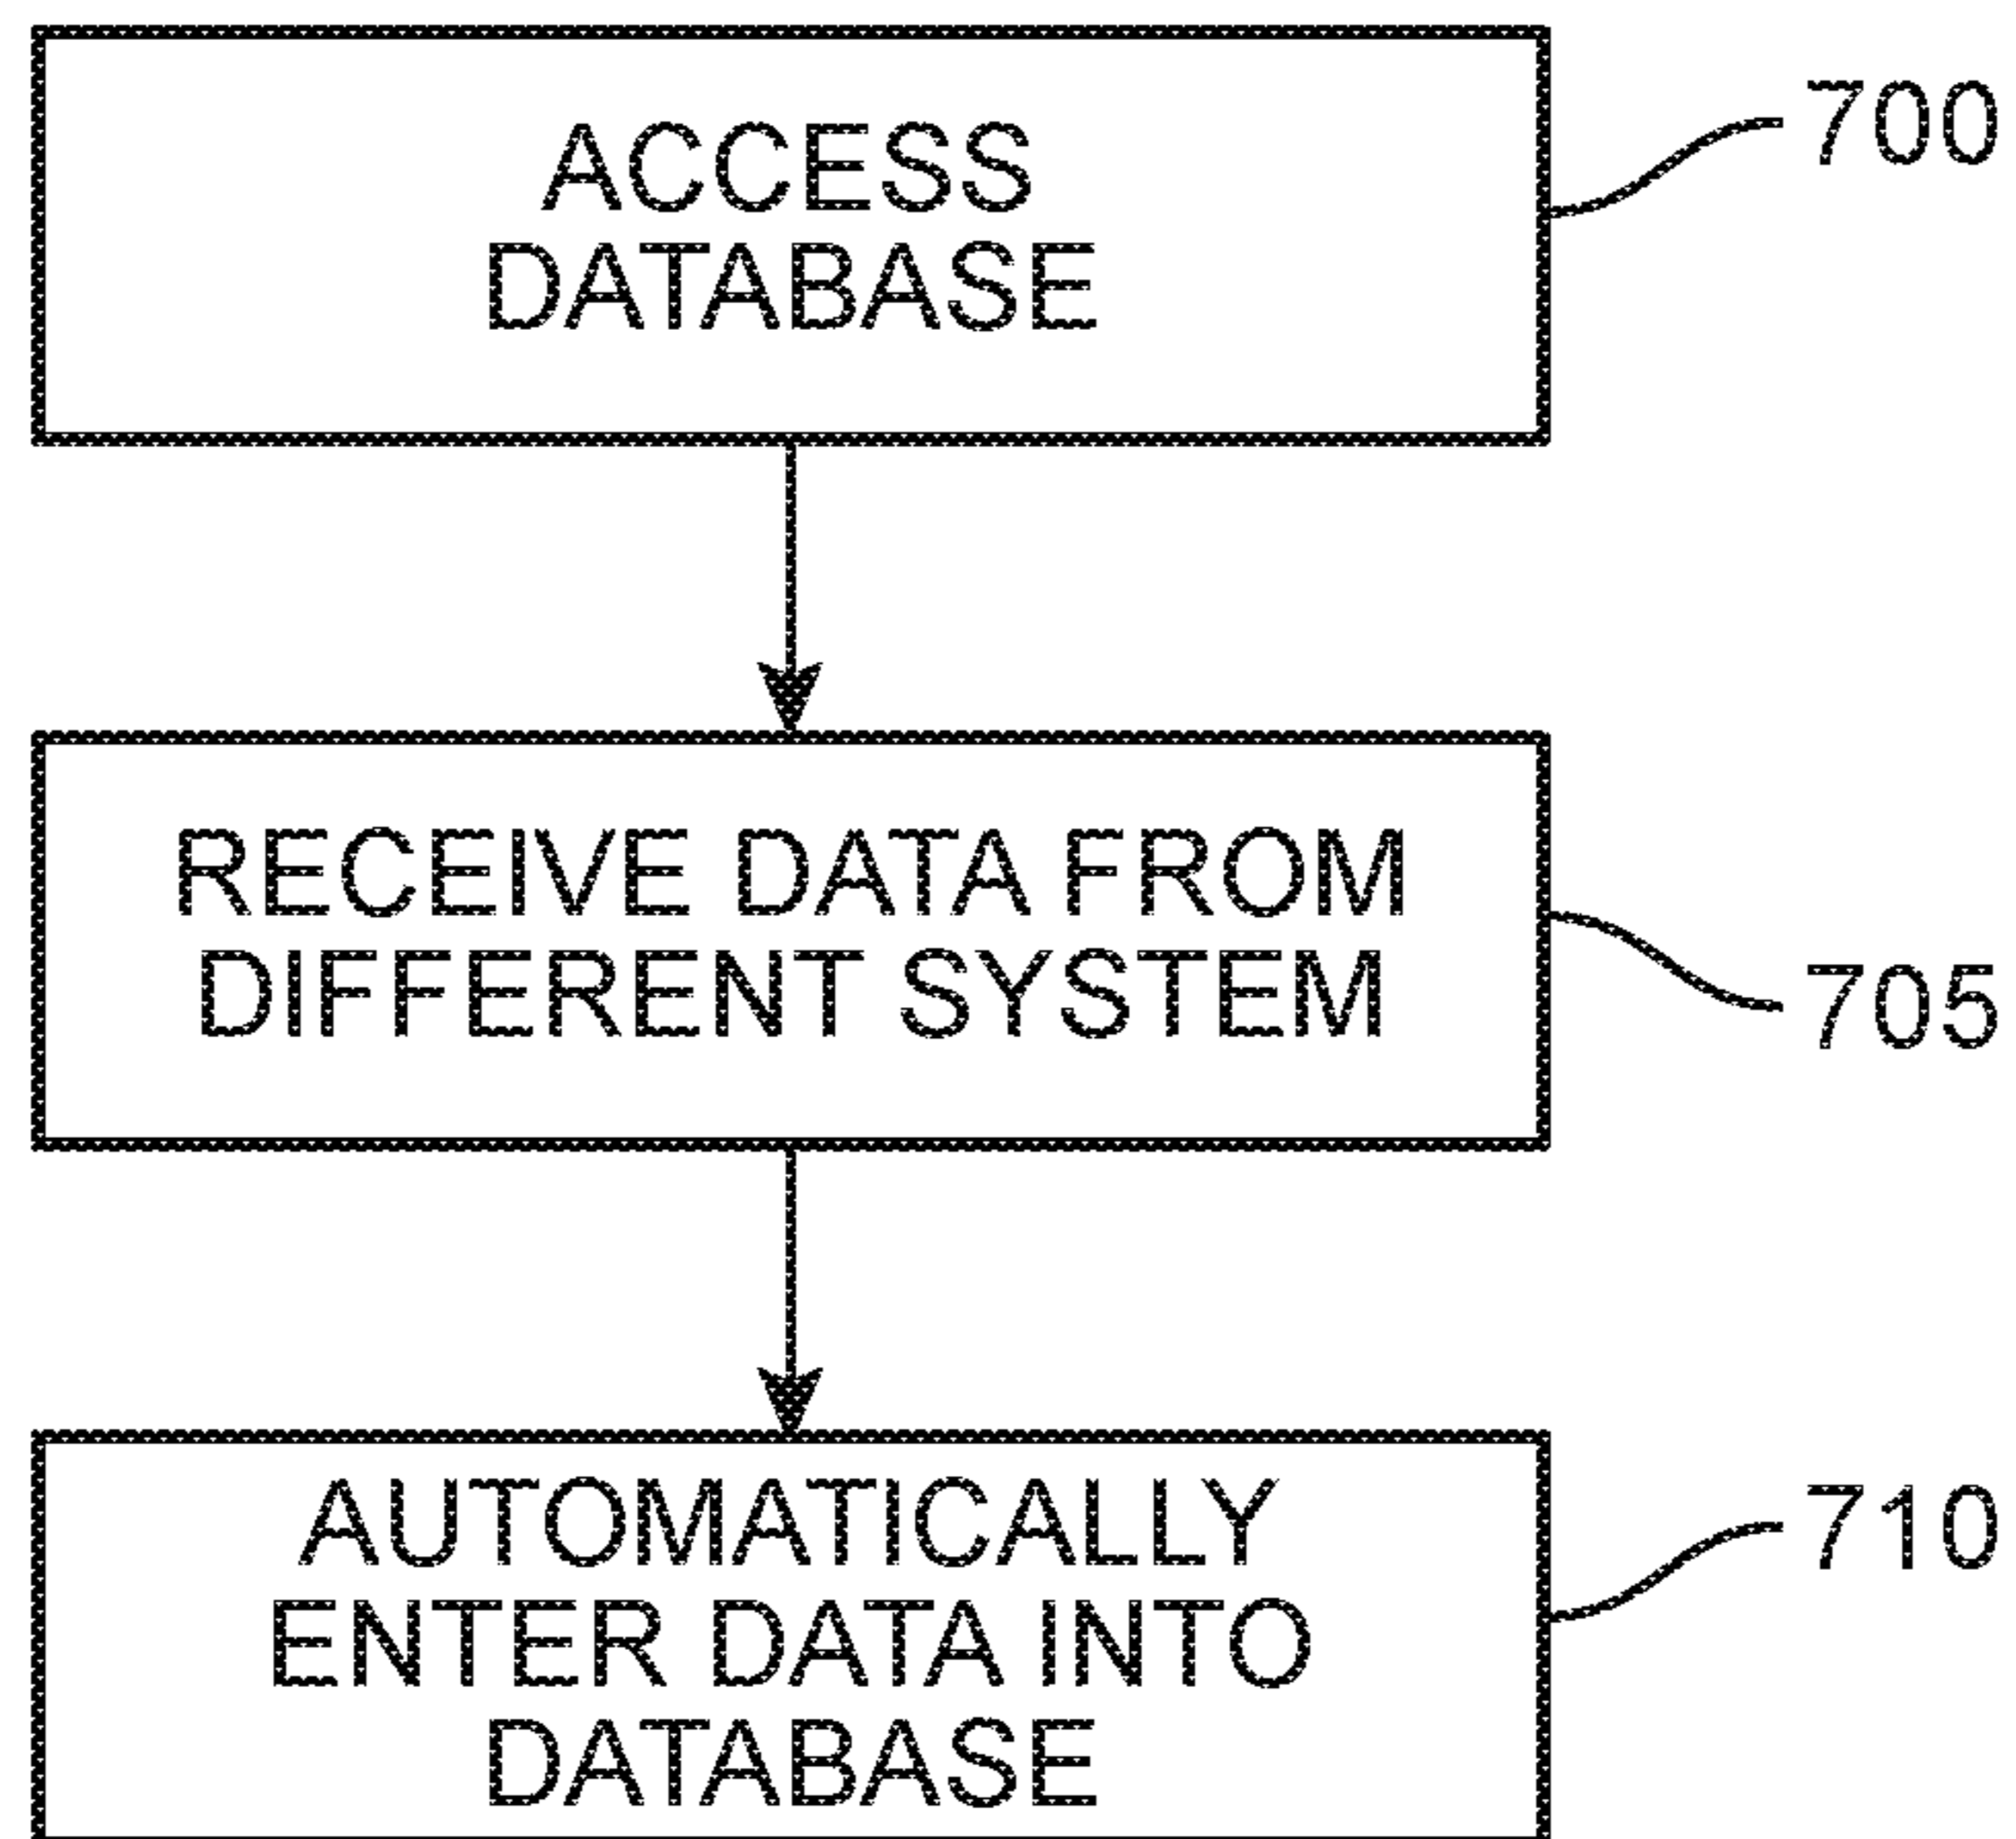 ACCESS
DATABASE
700
RECEIVE DATA FROM
DIFFERENT SYSTEM
705
AUTOMATICALLY
ENTER DATA INTO
DATABASE
710